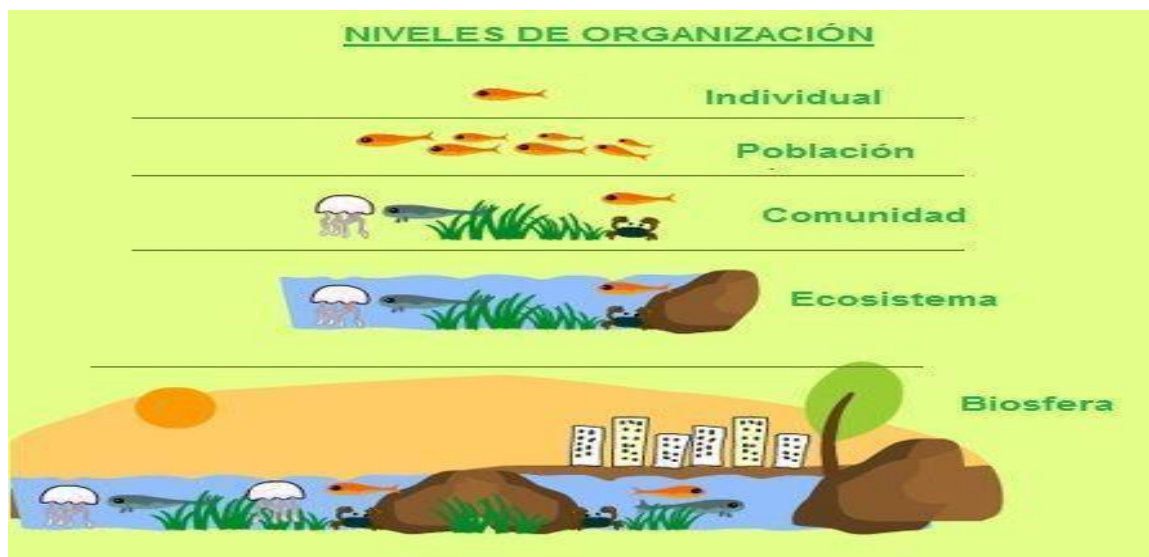 NIVELES DE ORGANIZACIÓN
Individual
Población
Comunidad
Ecosistema
Biosfera